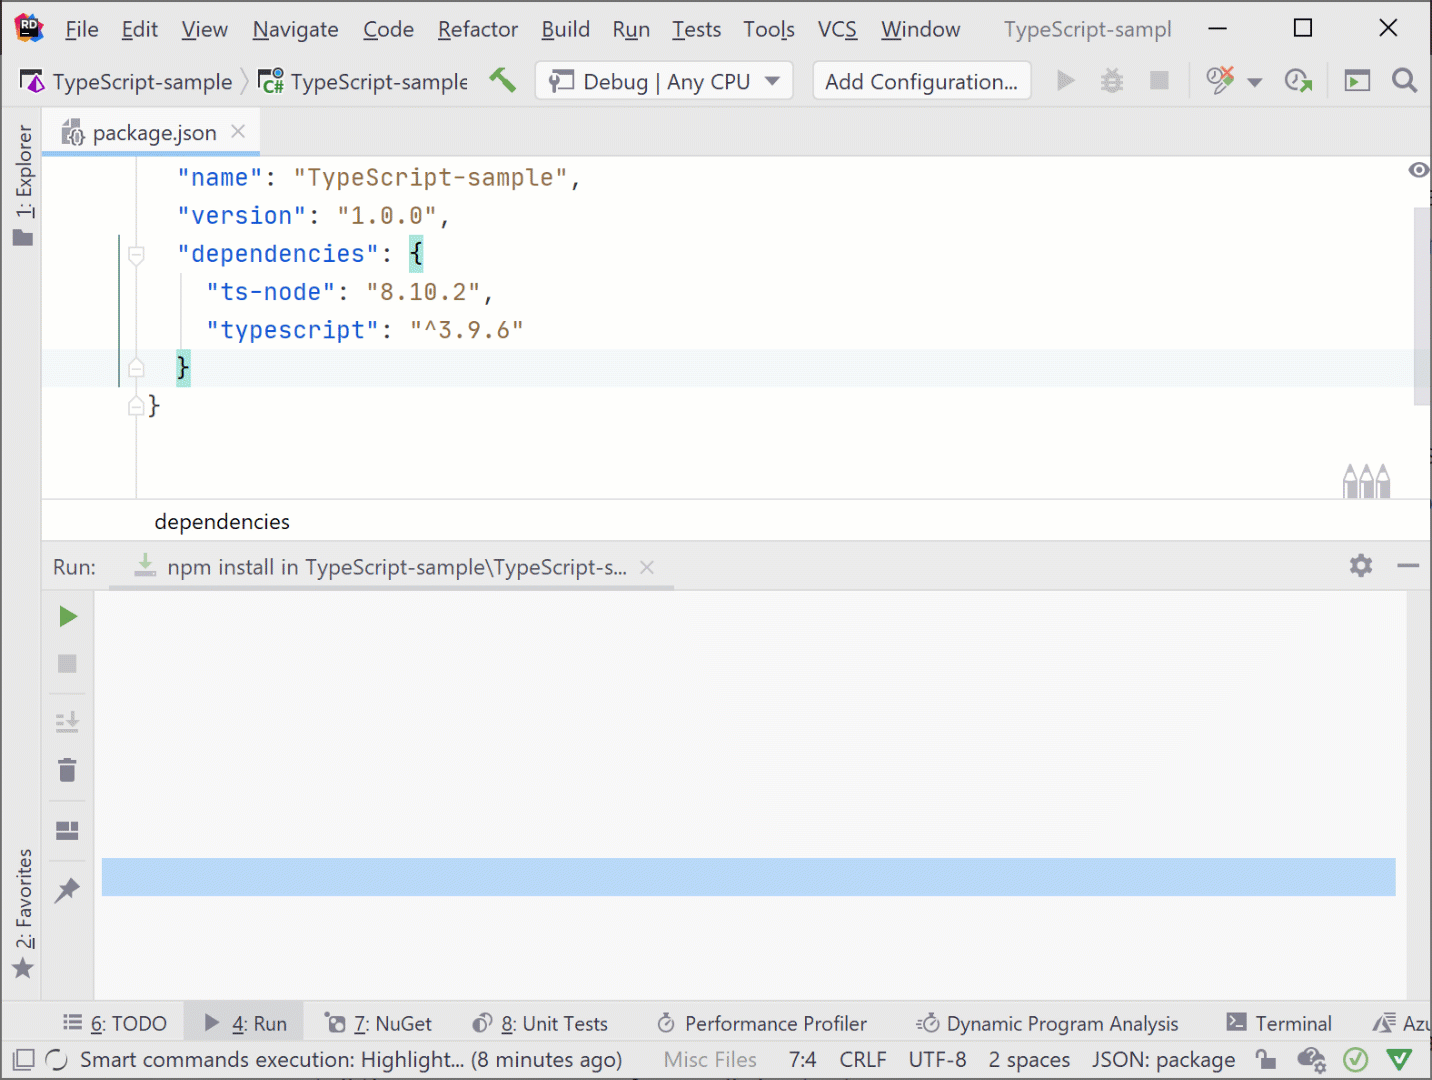 RD File Edit View Navigate Code Refactor Build Run Tests Tools VCS Window TypeScript-sampl
TypeScript-sample C# TypeScript-sample Debug | Any CPU Add Configuration...
1: Explorer
package.json
"name": "TypeScript-sample",
"version": "1.0.0",
"dependencies": {
"ts-node": "8.10.2",
"typescript": "^3.9.6"
}
}
dependencies
Run: npm install in TypeScript-sample\TypeScript-s...
2: Favorites
6: TODO 4: Run 7: NuGet 8: Unit Tests Performance Profiler Dynamic Program Analysis Terminal Azu
Smart commands execution: Highlight... (8 minutes ago) Misc Files 7:4 CRLF UTF-8 2 spaces JSON: package